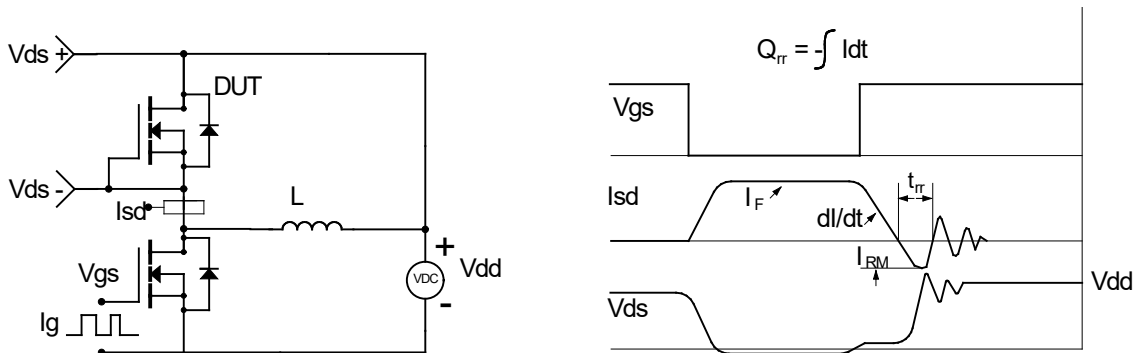 Vds +
DUT
Vds -
Isd
L
Vgs
Ig
+
VDC
-
Vdd
Qrr = -∫ Idt
Vgs
Isd
IF
dI/dt
trr
IRM
Vds
Vdd